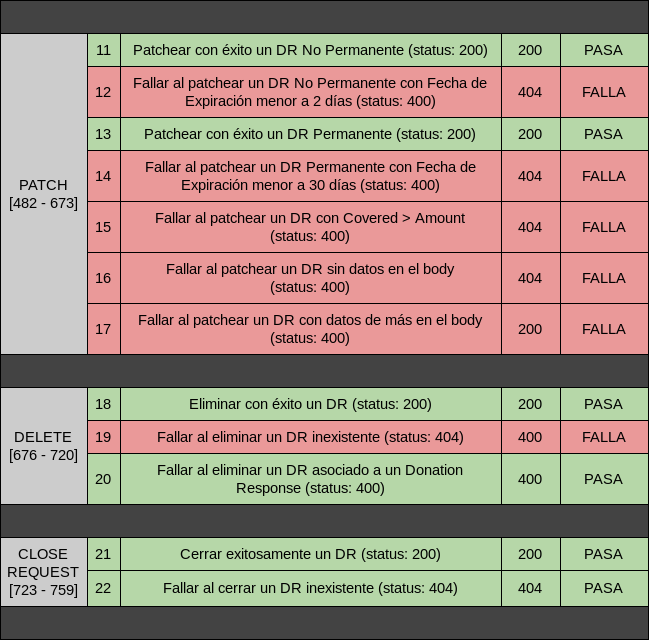 PATCH
[482 - 673]
11 Patchear con éxito un DR No Permanente (status: 200) 200 PASA
12 Fallar al patchear un DR No Permanente con Fecha de
Expiración menor a 2 días (status: 400) 404 FALLA
13 Patchear con éxito un DR Permanente (status: 200) 200 PASA
14 Fallar al patchear un DR Permanente con Fecha de
Expiración menor a 30 días (status: 400) 404 FALLA
15 Fallar al patchear un DR con Covered > Amount
(status: 400) 404 FALLA
16 Fallar al patchear un DR sin datos en el body
(status: 400) 404 FALLA
17 Fallar al patchear un DR con datos de más en el body
(status: 400) 200 FALLA
DELETE
[676 - 720]
18 Eliminar con éxito un DR (status: 200) 200 PASA
19 Fallar al eliminar un DR inexistente (status: 404) 400 FALLA
20 Fallar al eliminar un DR asociado a un Donation
Response (status: 400) 400 PASA
CLOSE
REQUEST
[723 - 759]
21 Cerrar exitosamente un DR (status: 200) 200 PASA
22 Fallar al cerrar un DR inexistente (status: 404) 404 PASA